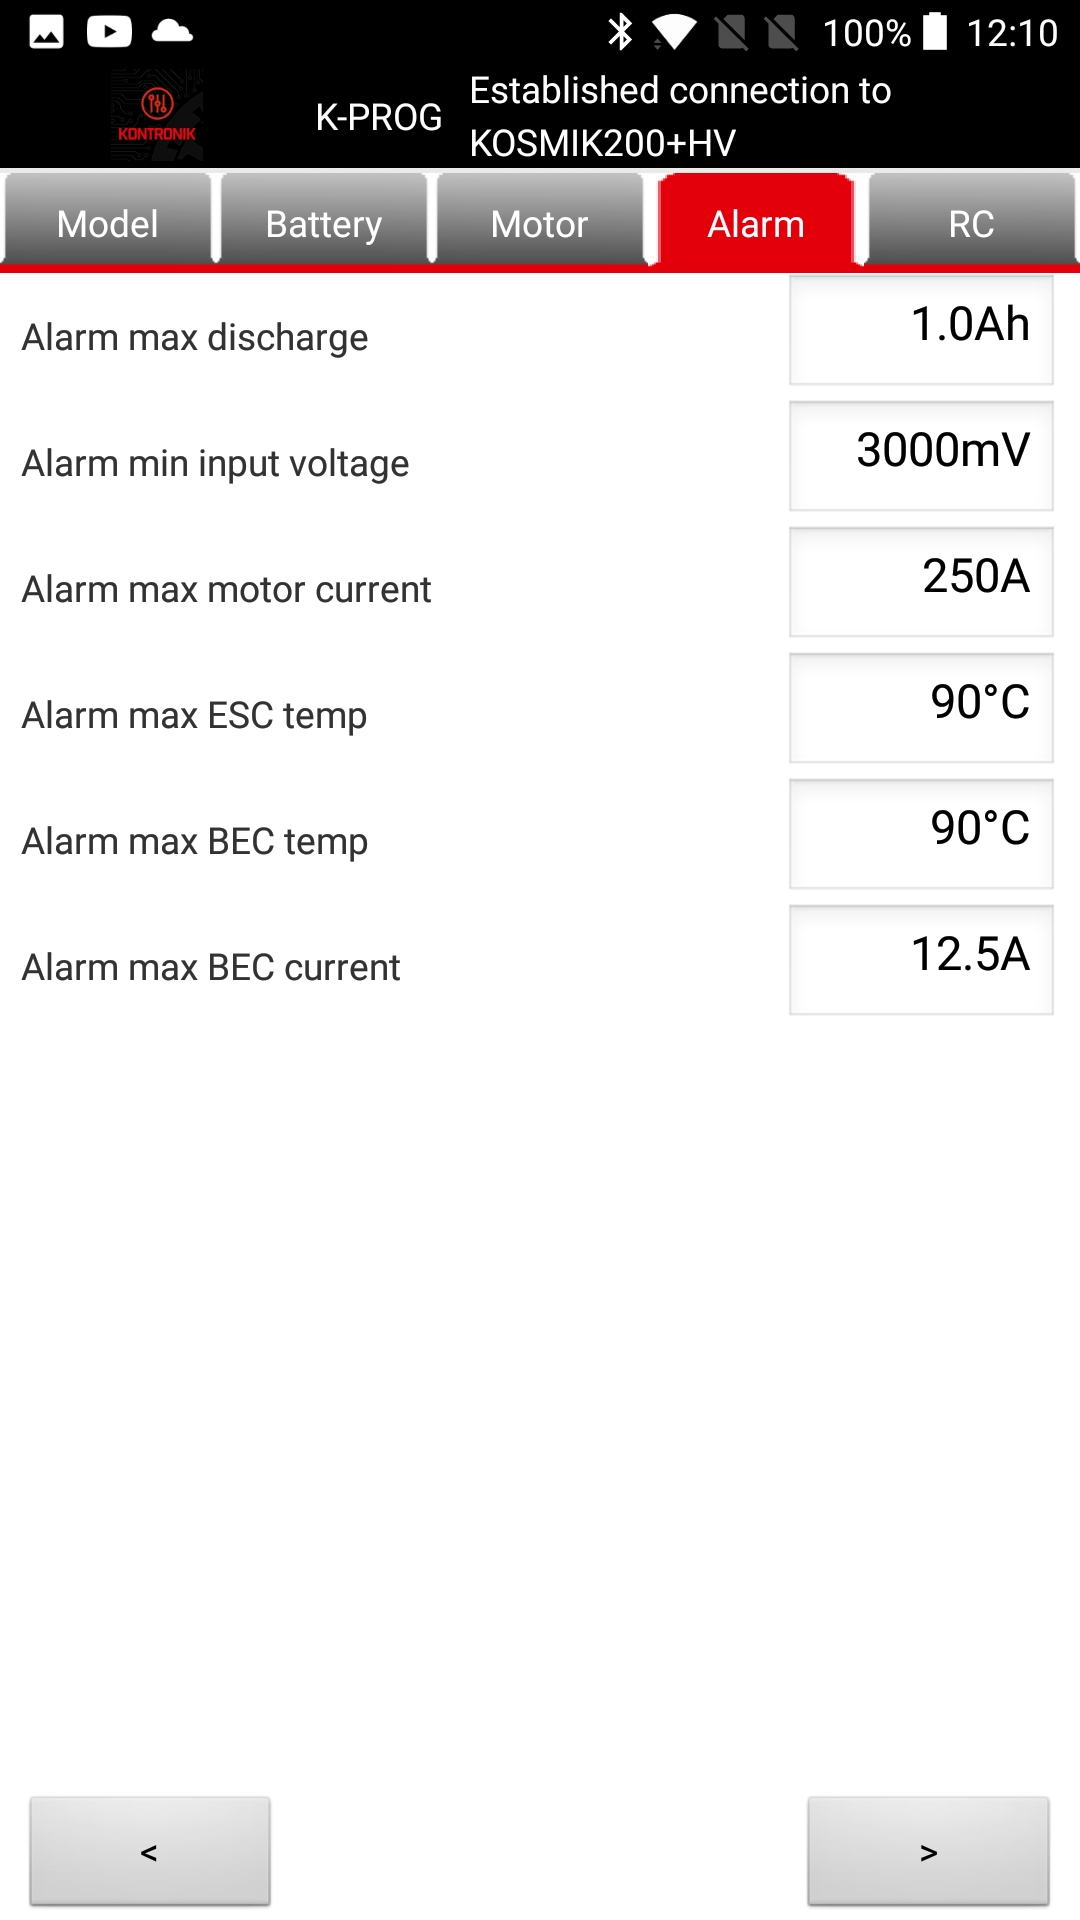 100% 12:10
KONTRONIK
K-PROG
Established connection to
KOSMIK200+HV
Model Battery Motor Alarm RC
Alarm max discharge 1.0Ah
Alarm min input voltage 3000mV
Alarm max motor current 250A
Alarm max ESC temp 90°C
Alarm max BEC temp 90°C
Alarm max BEC current 12.5A
< >